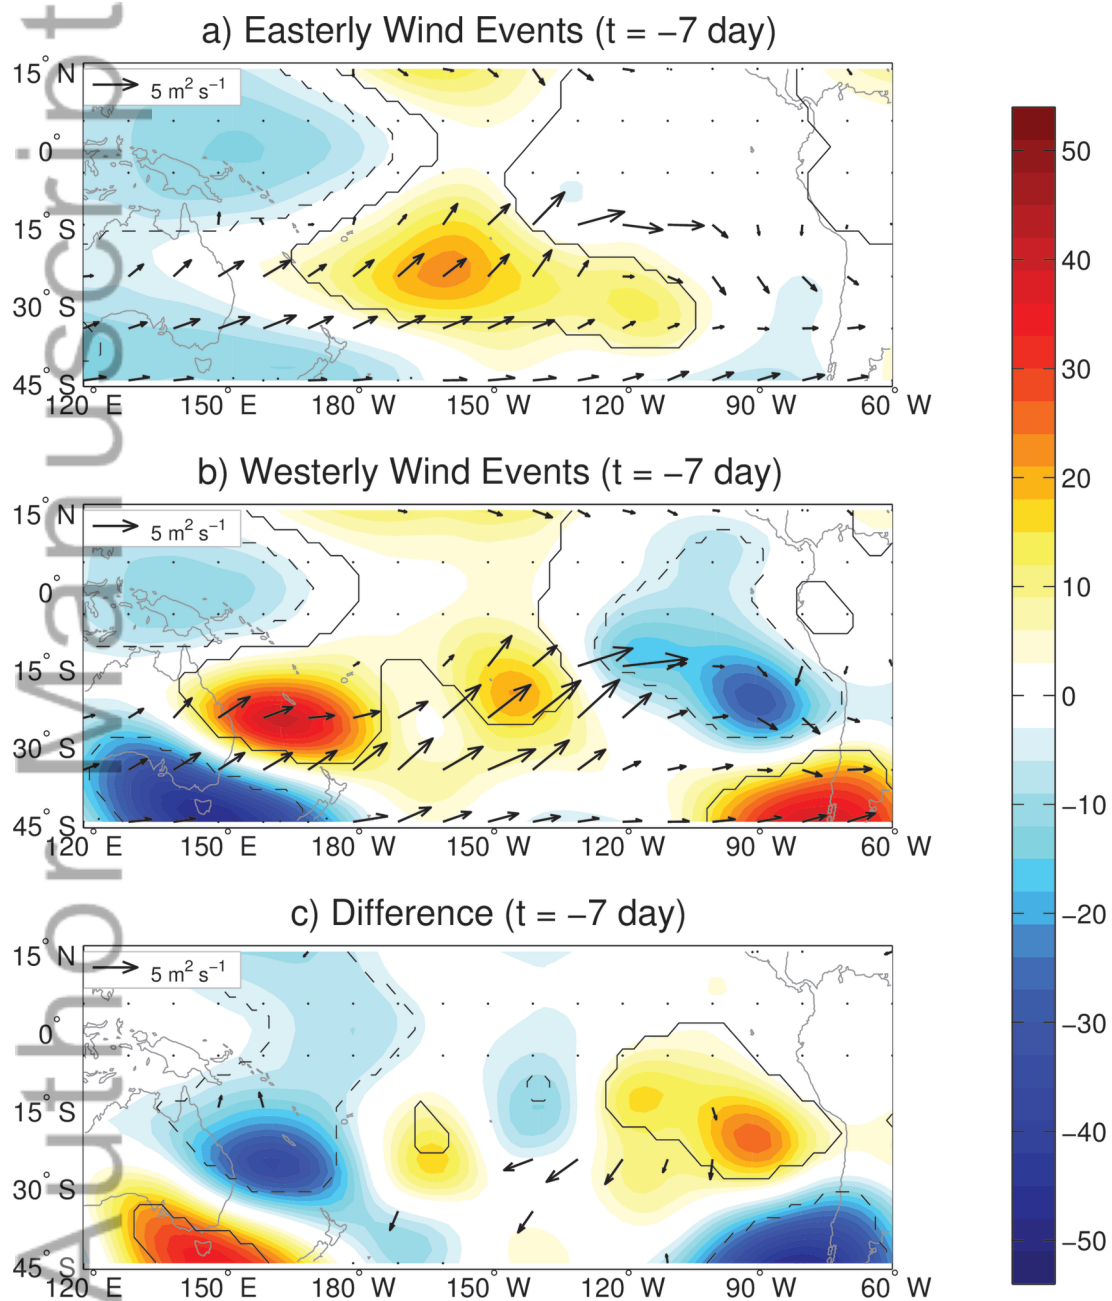 a) Easterly Wind Events (t = −7 day)
15° N
5 m² s⁻¹
0°
15° S
30° S
45° S
120° E 150° E 180° W 150° W 120° W 90° W 60° W
b) Westerly Wind Events (t = −7 day)
15° N
5 m² s⁻¹
0°
15° S
30° S
45° S
120° E 150° E 180° W 150° W 120° W 90° W 60° W
c) Difference (t = −7 day)
15° N
5 m² s⁻¹
0°
15° S
30° S
45° S
120° E 150° E 180° W 150° W 120° W 90° W 60° W
50
40
30
20
10
0
−10
−20
−30
−40
−50
Author Manuscript